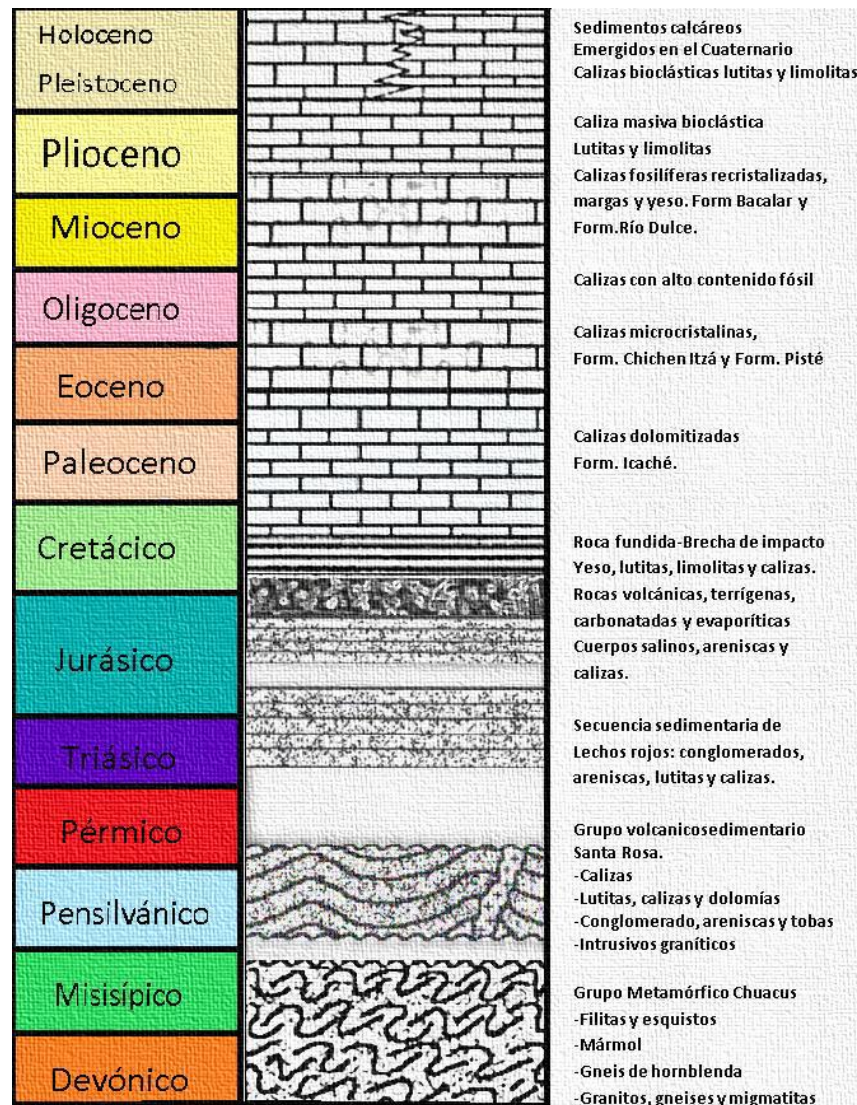 Holoceno
Pleistoceno
Plioceno
Mioceno
Oligoceno
Eoceno
Paleoceno
Cretácico
Jurásico
Triásico
Pérmico
Pensilvánico
Misisípico
Devónico
Sedimentos calcáreos
Emergidos en el Cuaternario
Calizas bioclásticas lutitas y limolitas
Caliza masiva bioclástica
Lutitas y limolitas
Calizas fosilíferas recristalizadas,
margas y yeso. Form Bacalar y
Form.Río Dulce.
Calizas con alto contenido fósil
Calizas microcristalinas,
Form. Chichen Itzá y Form. Pisté
Calizas dolomitizadas
Form. Icaché.
Roca fundida-Brecha de impacto
Yeso, lutitas, limolitas y calizas.
Rocas volcánicas, terrígenas,
carbonatadas y evaporíticas
Cuerpos salinos, areniscas y
calizas.
Secuencia sedimentaria de
Lechos rojos: conglomerados,
areniscas, lutitas y calizas.
Grupo volcanicosedimentario
Santa Rosa.
-Calizas
-Lutitas, calizas y dolomías
-Conglomerado, areniscas y tobas
-Intrusivos graníticos
Grupo Metamórfico Chuacus
-Filitas y esquistos
-Mármol
-Gneis de hornblenda
-Granitos, gneises y migmatitas